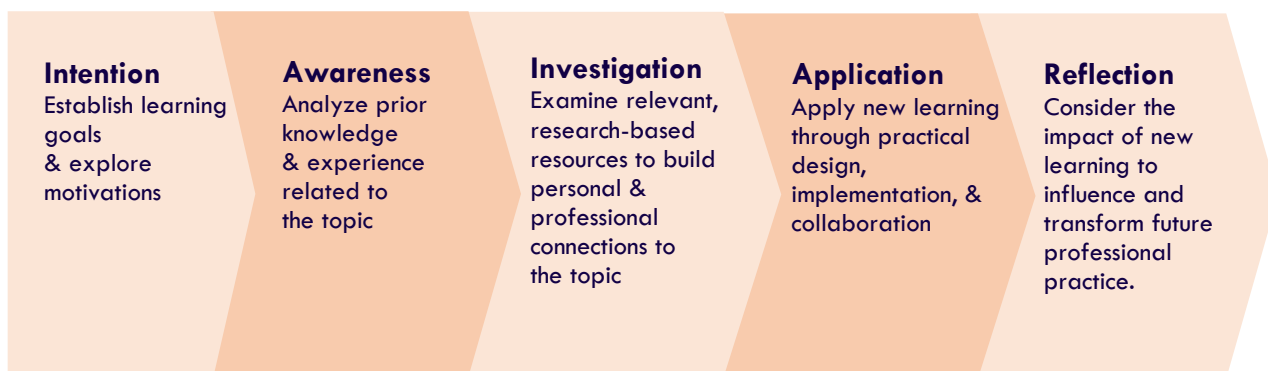 Intention
Establish learning
goals
& explore
motivations
Awareness
Analyze prior
knowledge
& experience
related to
the topic
Investigation
Examine relevant,
research-based
resources to build
personal &
professional
connections to
the topic
Application
Apply new learning
through practical
design,
implementation, &
collaboration
Reflection
Consider the
impact of new
learning to
influence and
transform future
professional
practice.